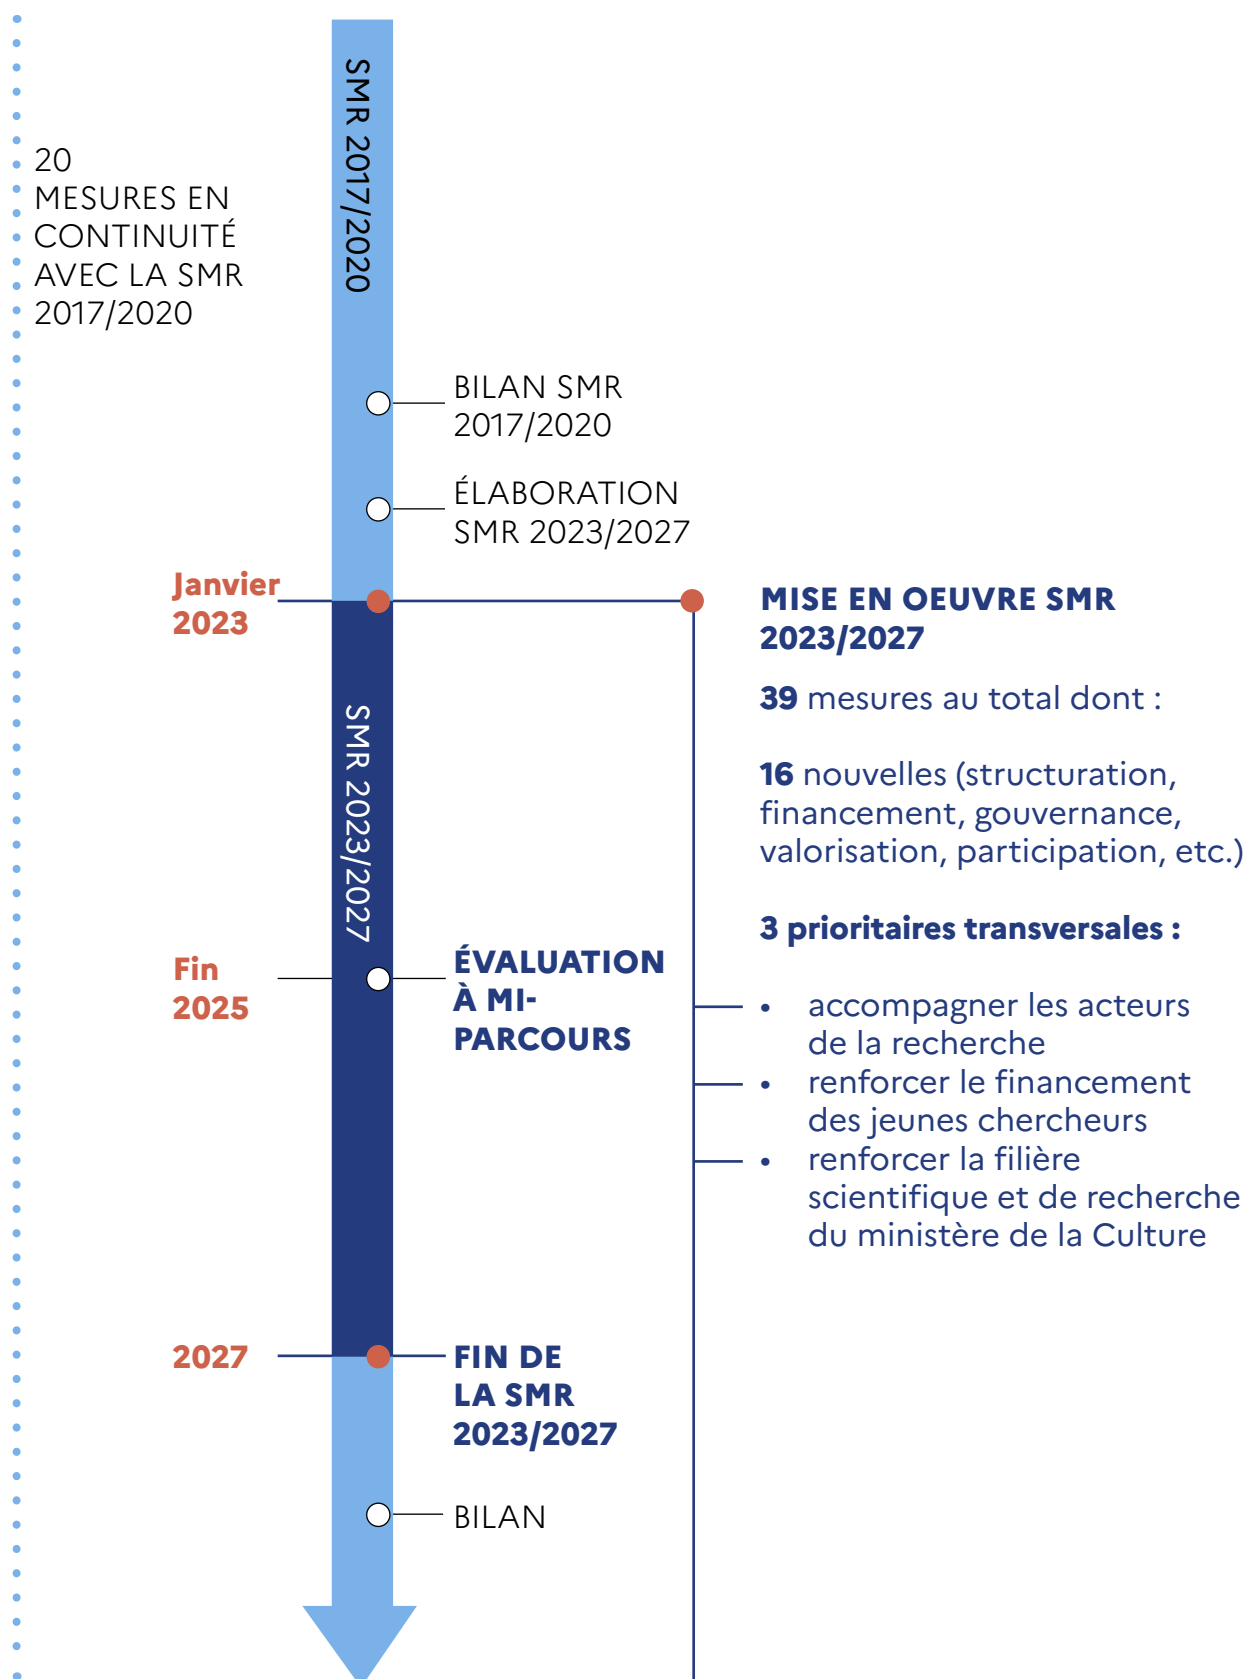 SMR 2017/2020
20
MESURES EN
CONTINUITÉ
AVEC LA SMR
2017/2020
BILAN SMR
2017/2020
ÉLABORATION
SMR 2023/2027
Janvier
2023
MISE EN OEUVRE SMR
2023/2027
39 mesures au total dont :
16 nouvelles (structuration,
financement, gouvernance,
valorisation, participation, etc.)
3 prioritaires transversales :
• accompagner les acteurs
de la recherche
• renforcer le financement
des jeunes chercheurs
• renforcer la filière
scientifique et de recherche
du ministère de la Culture
SMR 2023/2027
Fin
2025
ÉVALUATION
À MI-
PARCOURS
2027
FIN DE
LA SMR
2023/2027
BILAN